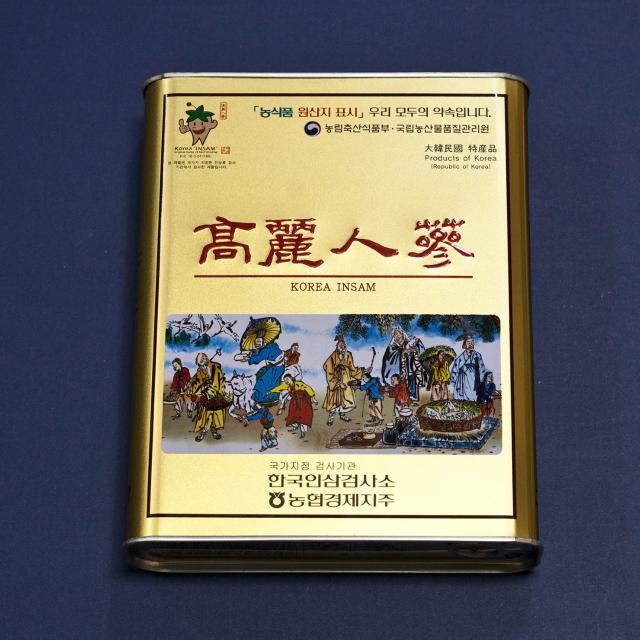 「농식품 원산지 표시」 우리 모두의 약속입니다.
농림축산식품부·국립농산물품질관리원
Korea "INSAM"
大韓民國 特産品
Products of Korea
(Republic of Korea)
高麗人蔘
KOREA INSAM
국가지정 검사기관
한국인삼검사소
농협경제지주